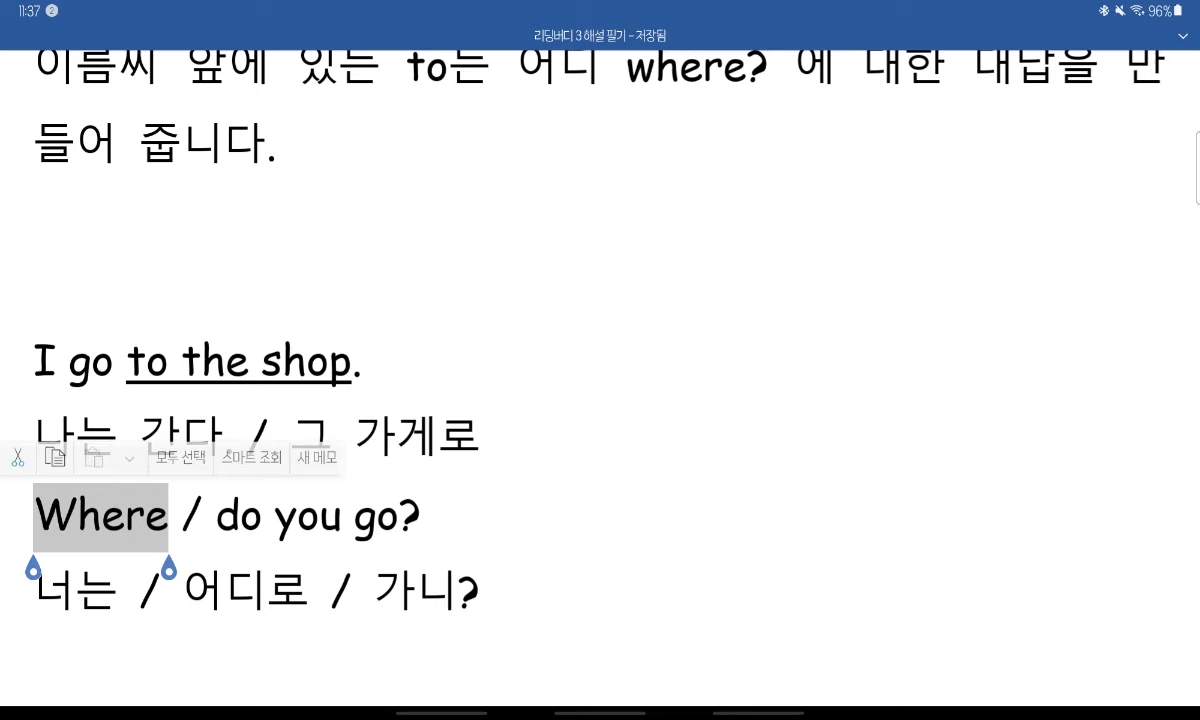 11:37 2 96%
리딩버디 3 해설 필기 - 저장됨
이름씨 앞에 있는 to는 어디 where? 에 대한 대답을 만
들어 줍니다.
I go to the shop.
나는 간다 / 그 가게로
모두 선택 스마트 조회 새 메모
Where / do you go?
너는 / 어디로 / 가니?